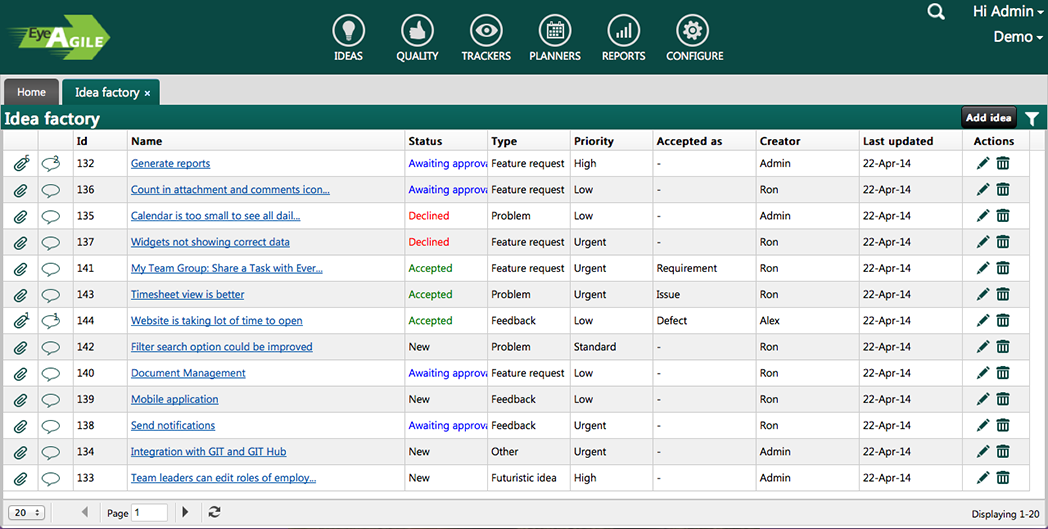 Eye AGILE
IDEAS QUALITY TRACKERS PLANNERS REPORTS CONFIGURE
Hi Admin
Demo
Home Idea factory ×
Idea factory Add idea
Id Name Status Type Priority Accepted as Creator Last updated Actions
5 2 132 Generate reports Awaiting approva Feature request High - Admin 22-Apr-14
136 Count in attachment and comments icon... Awaiting approva Feature request Low - Ron 22-Apr-14
135 Calendar is too small to see all dail... Declined Problem Low - Admin 22-Apr-14
137 Widgets not showing correct data Declined Feature request Urgent - Ron 22-Apr-14
141 My Team Group: Share a Task with Ever... Accepted Feature request Urgent Requirement Ron 22-Apr-14
143 Timesheet view is better Accepted Problem Urgent Issue Ron 22-Apr-14
1 1 144 Website is taking lot of time to open Accepted Feedback Low Defect Alex 22-Apr-14
142 Filter search option could be improved New Problem Standard - Ron 22-Apr-14
140 Document Management Awaiting approva Feature request Low - Ron 22-Apr-14
139 Mobile application New Feedback Low - Ron 22-Apr-14
138 Send notifications Awaiting approva Feedback Urgent - Ron 22-Apr-14
134 Integration with GIT and GIT Hub New Other Urgent - Admin 22-Apr-14
133 Team leaders can edit roles of employ... New Futuristic idea High - Admin 22-Apr-14
20 Page 1 Displaying 1-20